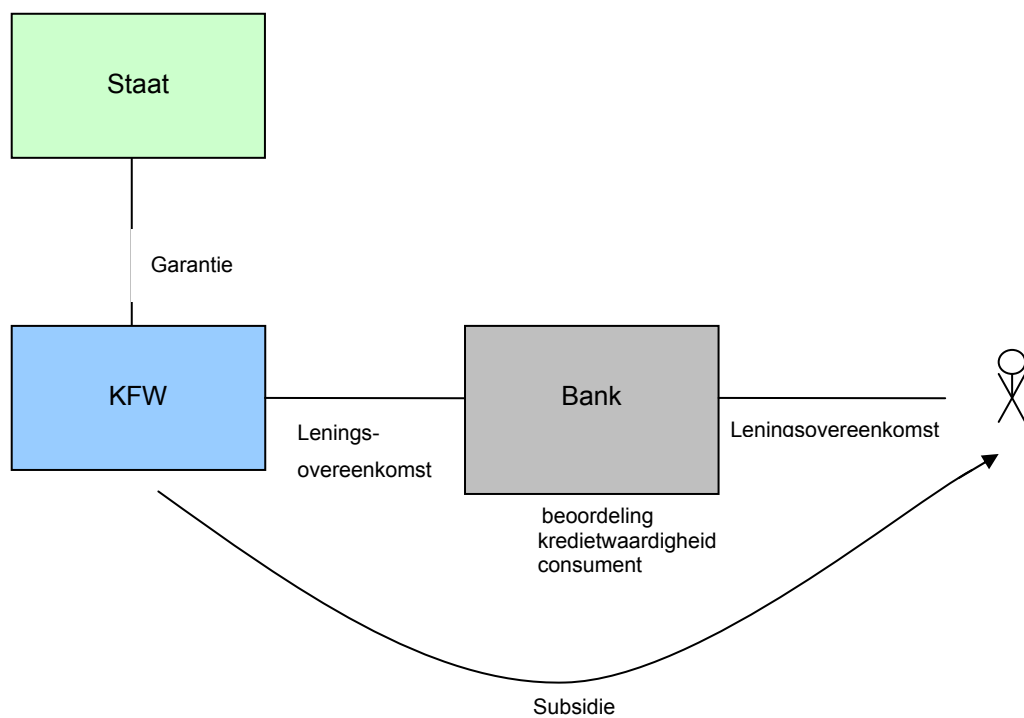 Staat
Garantie
KFW
Bank
Lenings-
overeenkomst
Leningsovereenkomst
beoordeling
kredietwaardigheid
consument
Subsidie